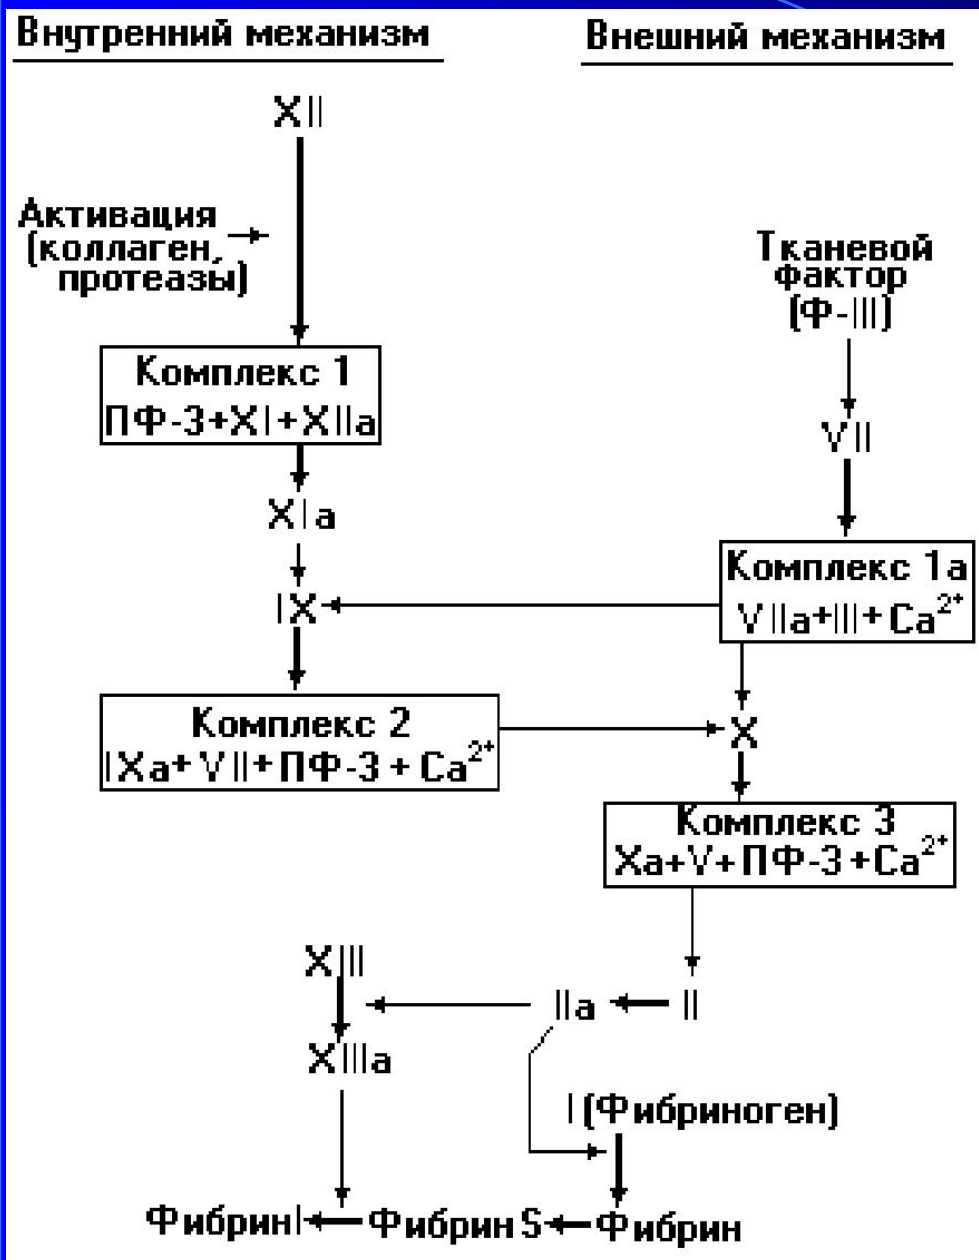 Внутренний механизм
Внешний механизм
XII
Активация
(коллаген,
протеазы)
Тканевой
фактор
(Ф-III)
Комплекс 1
ПФ-3+XI+XIIa
VII
XIa
Комплекс 1а
VIIa+III+Ca²⁺
IX
Комплекс 2
IXa+VII+ПФ-3+Ca²⁺
X
Комплекс 3
Xa+V+ПФ-3+Ca²⁺
XIII
IIa
II
XIIIa
I (Фибриноген)
Фибрин I
Фибрин S
Фибрин